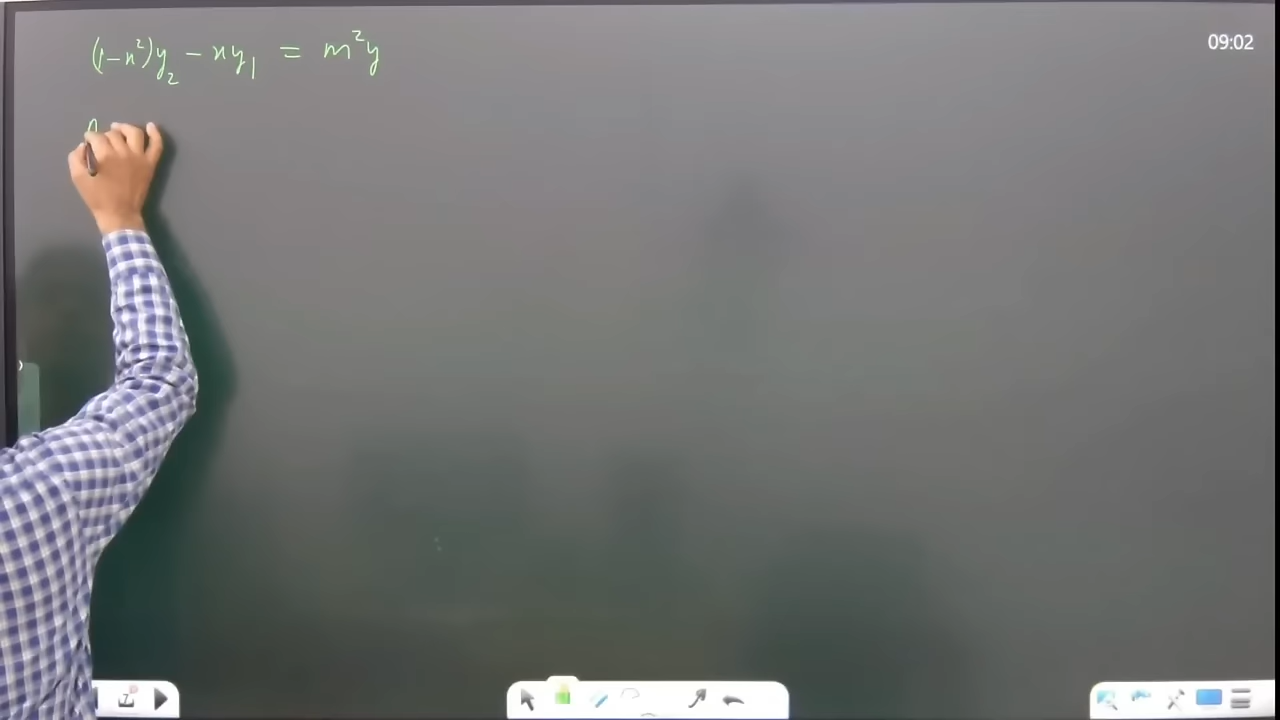 (1-x²)y₂ - xy₁ = m²y
09:02